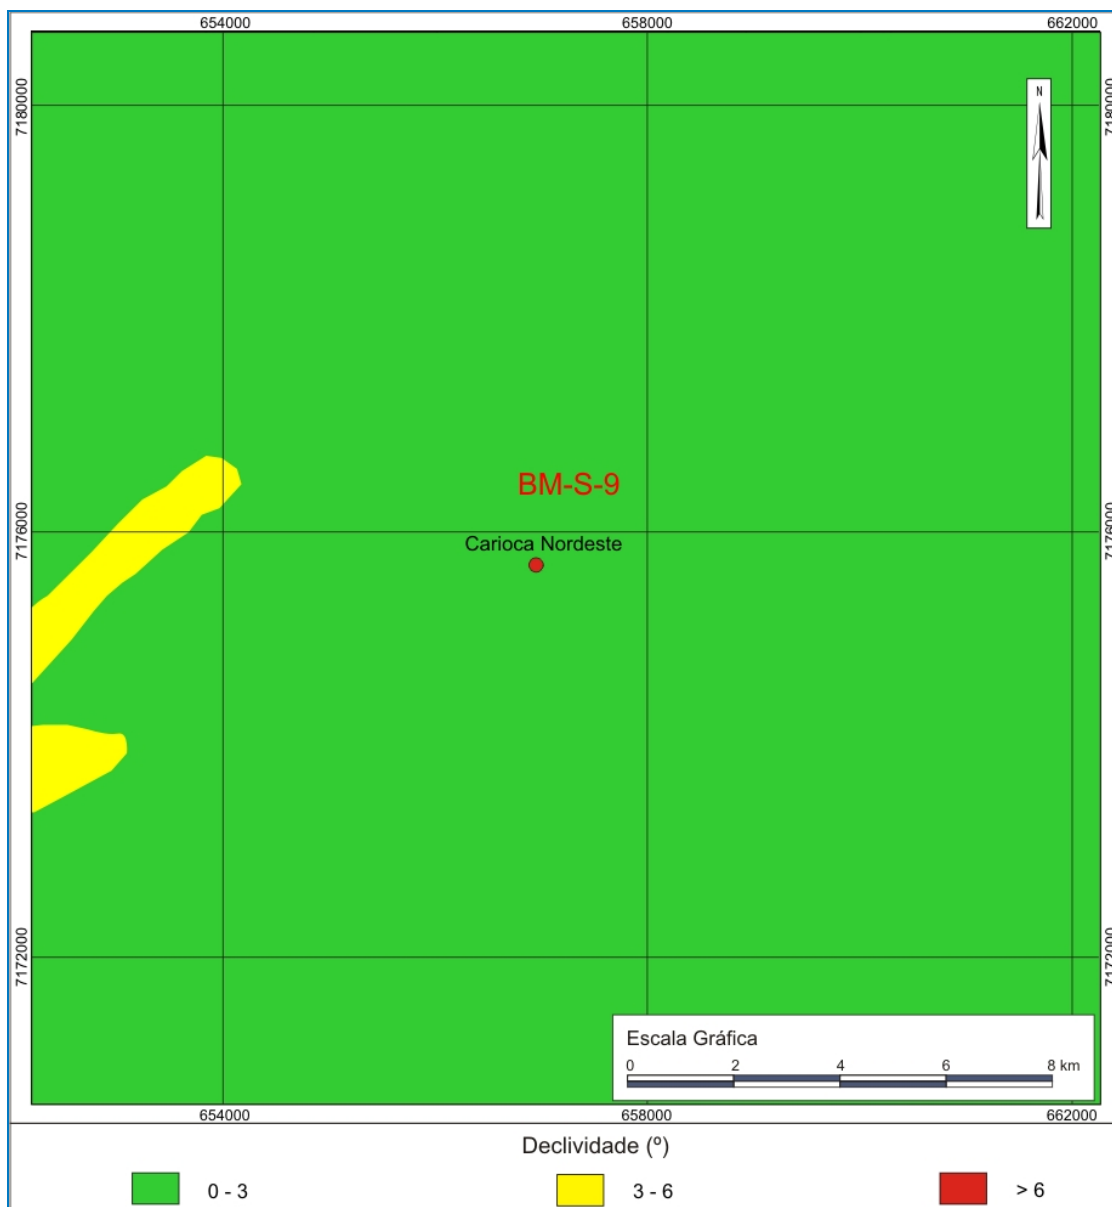 654000 658000 662000
7180000 7180000
N
BM-S-9
7176000 7176000
Carioca Nordeste
7172000 7172000
Escala Gráfica
0 2 4 6 8 km
654000 658000 662000
Declividade (º)
0 - 3 3 - 6 > 6